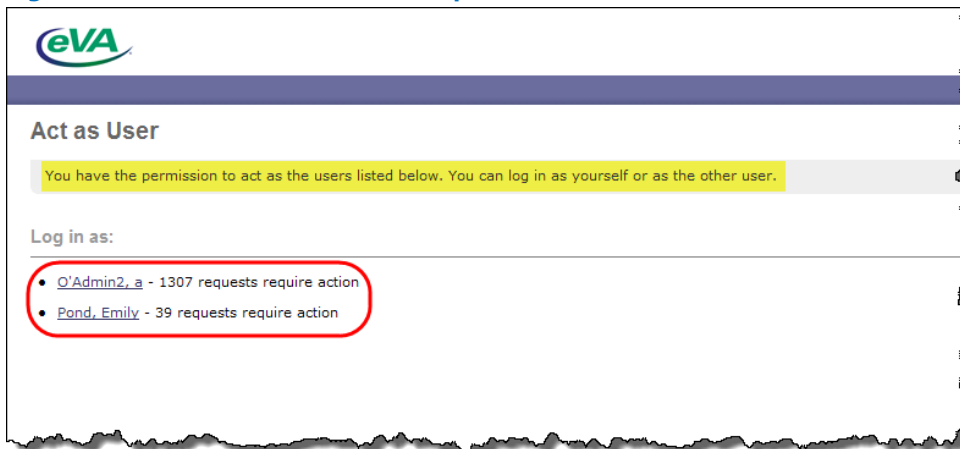 eVA
Act as User
You have the permission to act as the users listed below. You can log in as yourself or as the other user.
Log in as:
• O'Admin2, a - 1307 requests require action
• Pond, Emily - 39 requests require action